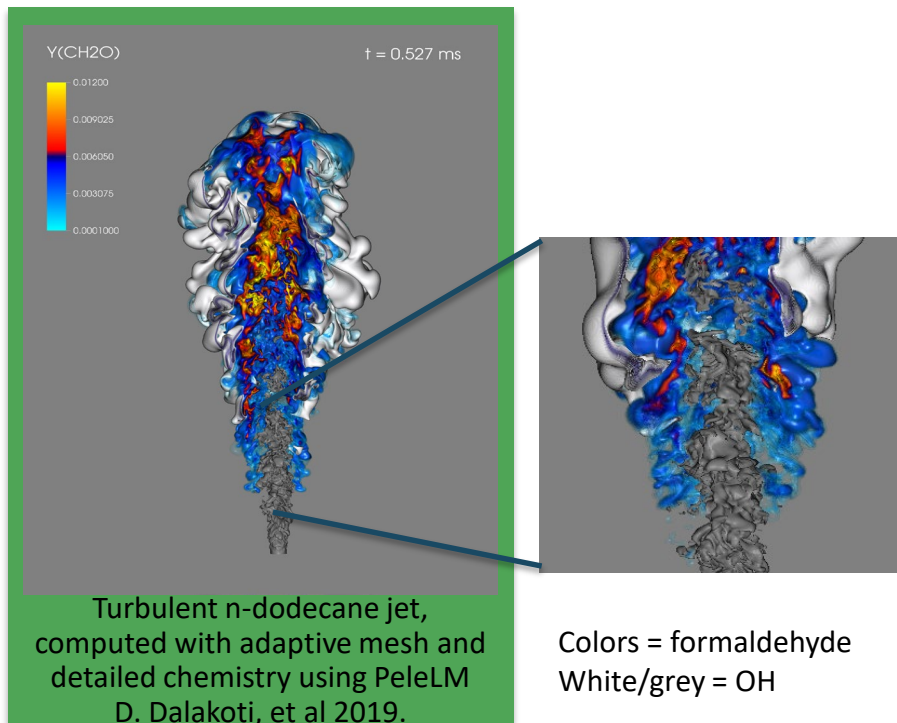 Y(CH2O)
t = 0.527 ms
0.01200
0.009025
0.006050
0.003075
0.0001000
Turbulent n-dodecane jet,
computed with adaptive mesh and
detailed chemistry using PeleLM
D. Dalakoti, et al 2019.
Colors = formaldehyde
White/grey = OH